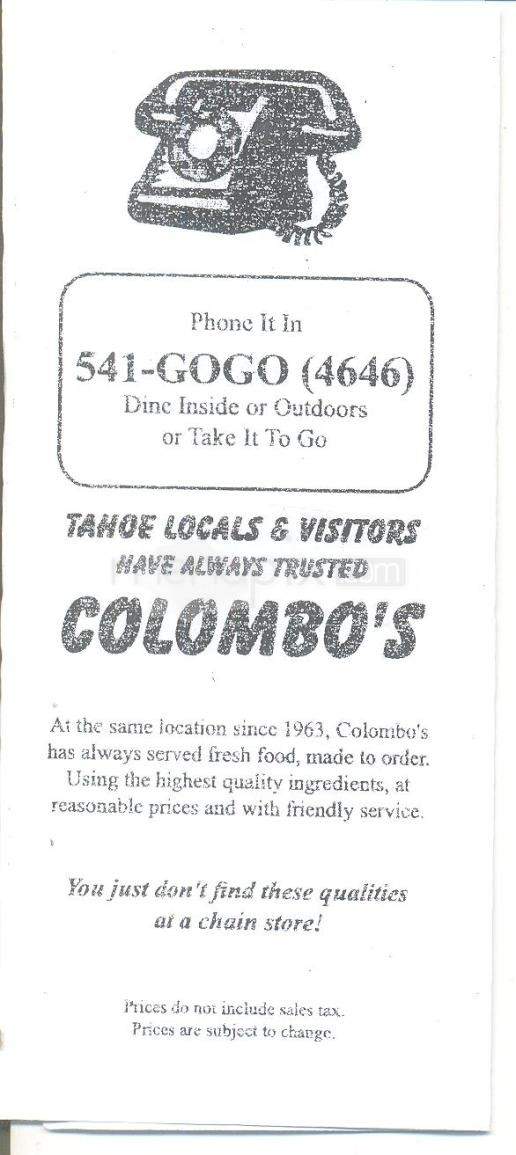 Phone It In
541-GOGO (4646)
Dine Inside or Outdoors
or Take It To Go
TAHOE LOCALS & VISITORS
HAVE ALWAYS TRUSTED
COLOMBO'S
At the same location since 1963, Colombo's
has always served fresh food, made to order.
Using the highest quality ingredients, at
reasonable prices and with friendly service.
You just don't find these qualities
at a chain store!
Prices do not include sales tax.
Prices are subject to change.